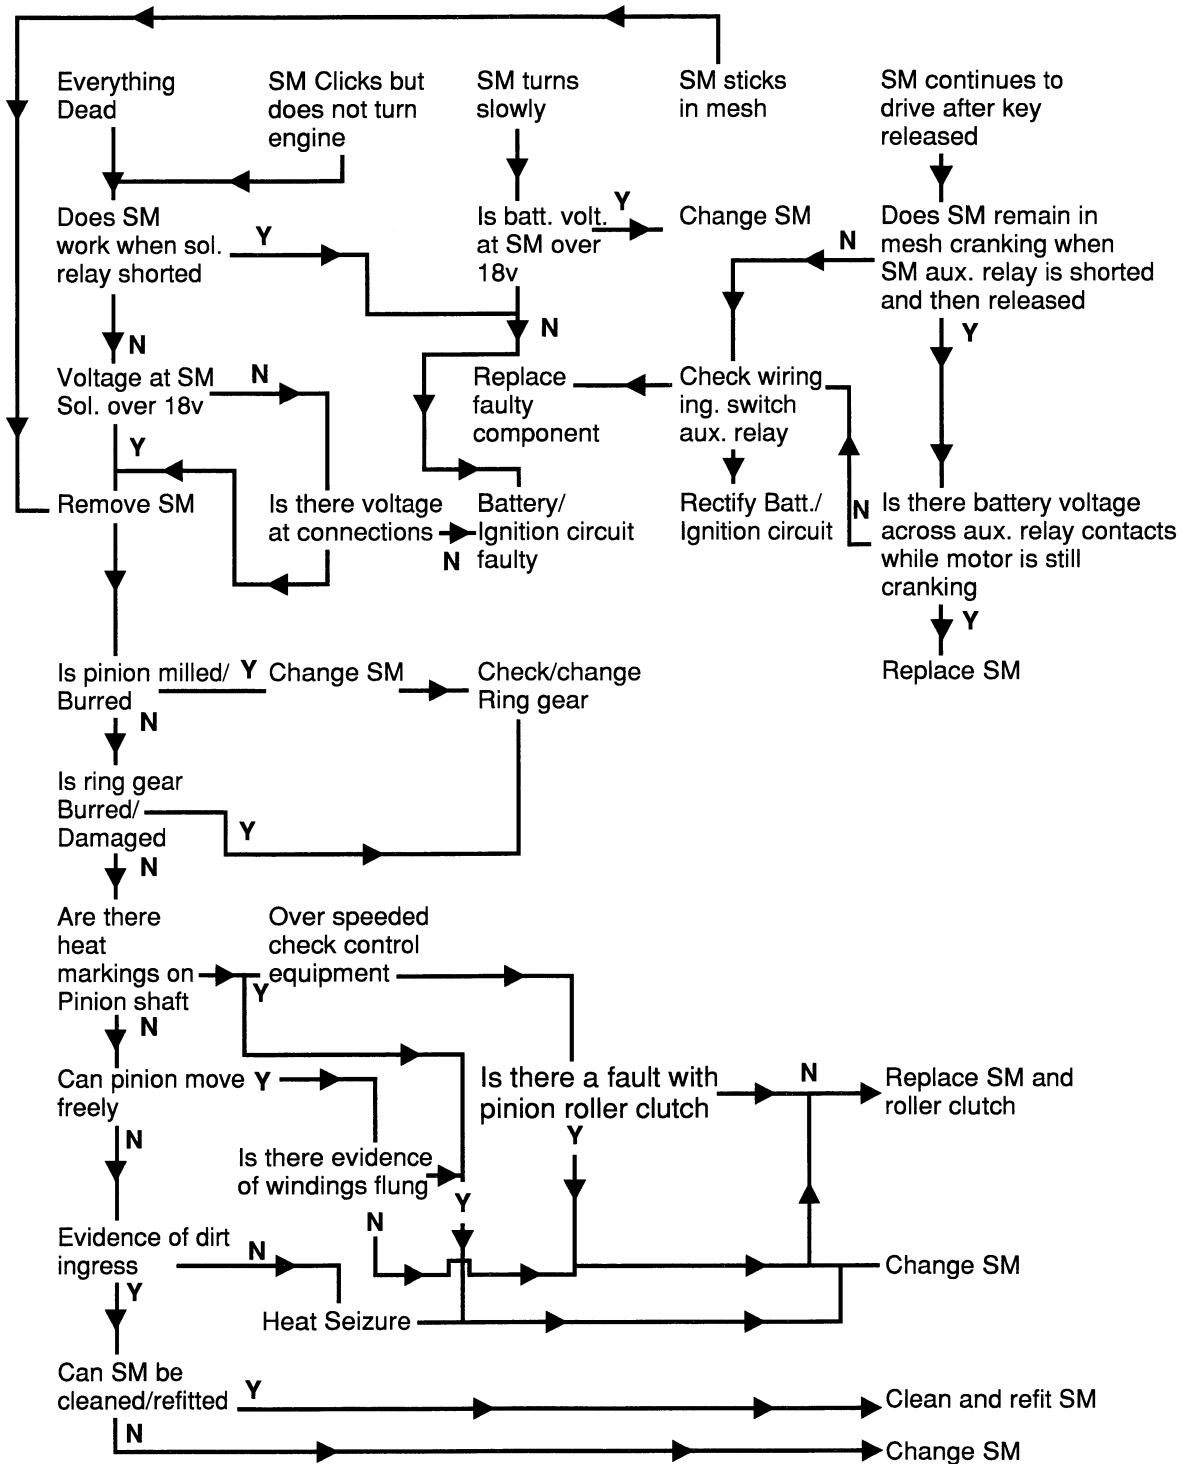 Everything
Dead
SM Clicks but
does not turn
engine
SM turns
slowly
SM sticks
in mesh
SM continues to
drive after key
released
Does SM
work when sol.
relay shorted
Y
Is batt. volt.
at SM over
18v
Y
Change SM
N
Does SM remain in
mesh cranking when
SM aux. relay is shorted
and then released
N
N
Y
Voltage at SM
Sol. over 18v
N
Replace
faulty
component
Check wiring
ing. switch
aux. relay
Y
Remove SM
Is there voltage
at connections
N
Battery/
Ignition circuit
faulty
Rectify Batt./
Ignition circuit
N
Is there battery voltage
across aux. relay contacts
while motor is still
cranking
Y
Replace SM
Is pinion milled/
Burred
Y
Change SM
Check/change
Ring gear
N
Is ring gear
Burred/
Damaged
Y
N
Are there
heat
markings on
Pinion shaft
Over speeded
check control
equipment
Y
N
Can pinion move
freely
Y
Is there a fault with
pinion roller clutch
N
Replace SM and
roller clutch
N
Y
Is there evidence
of windings flung
Y
N
Evidence of dirt
ingress
N
Change SM
Y
Heat Seizure
Can SM be
cleaned/refitted
Y
Clean and refit SM
N
Change SM